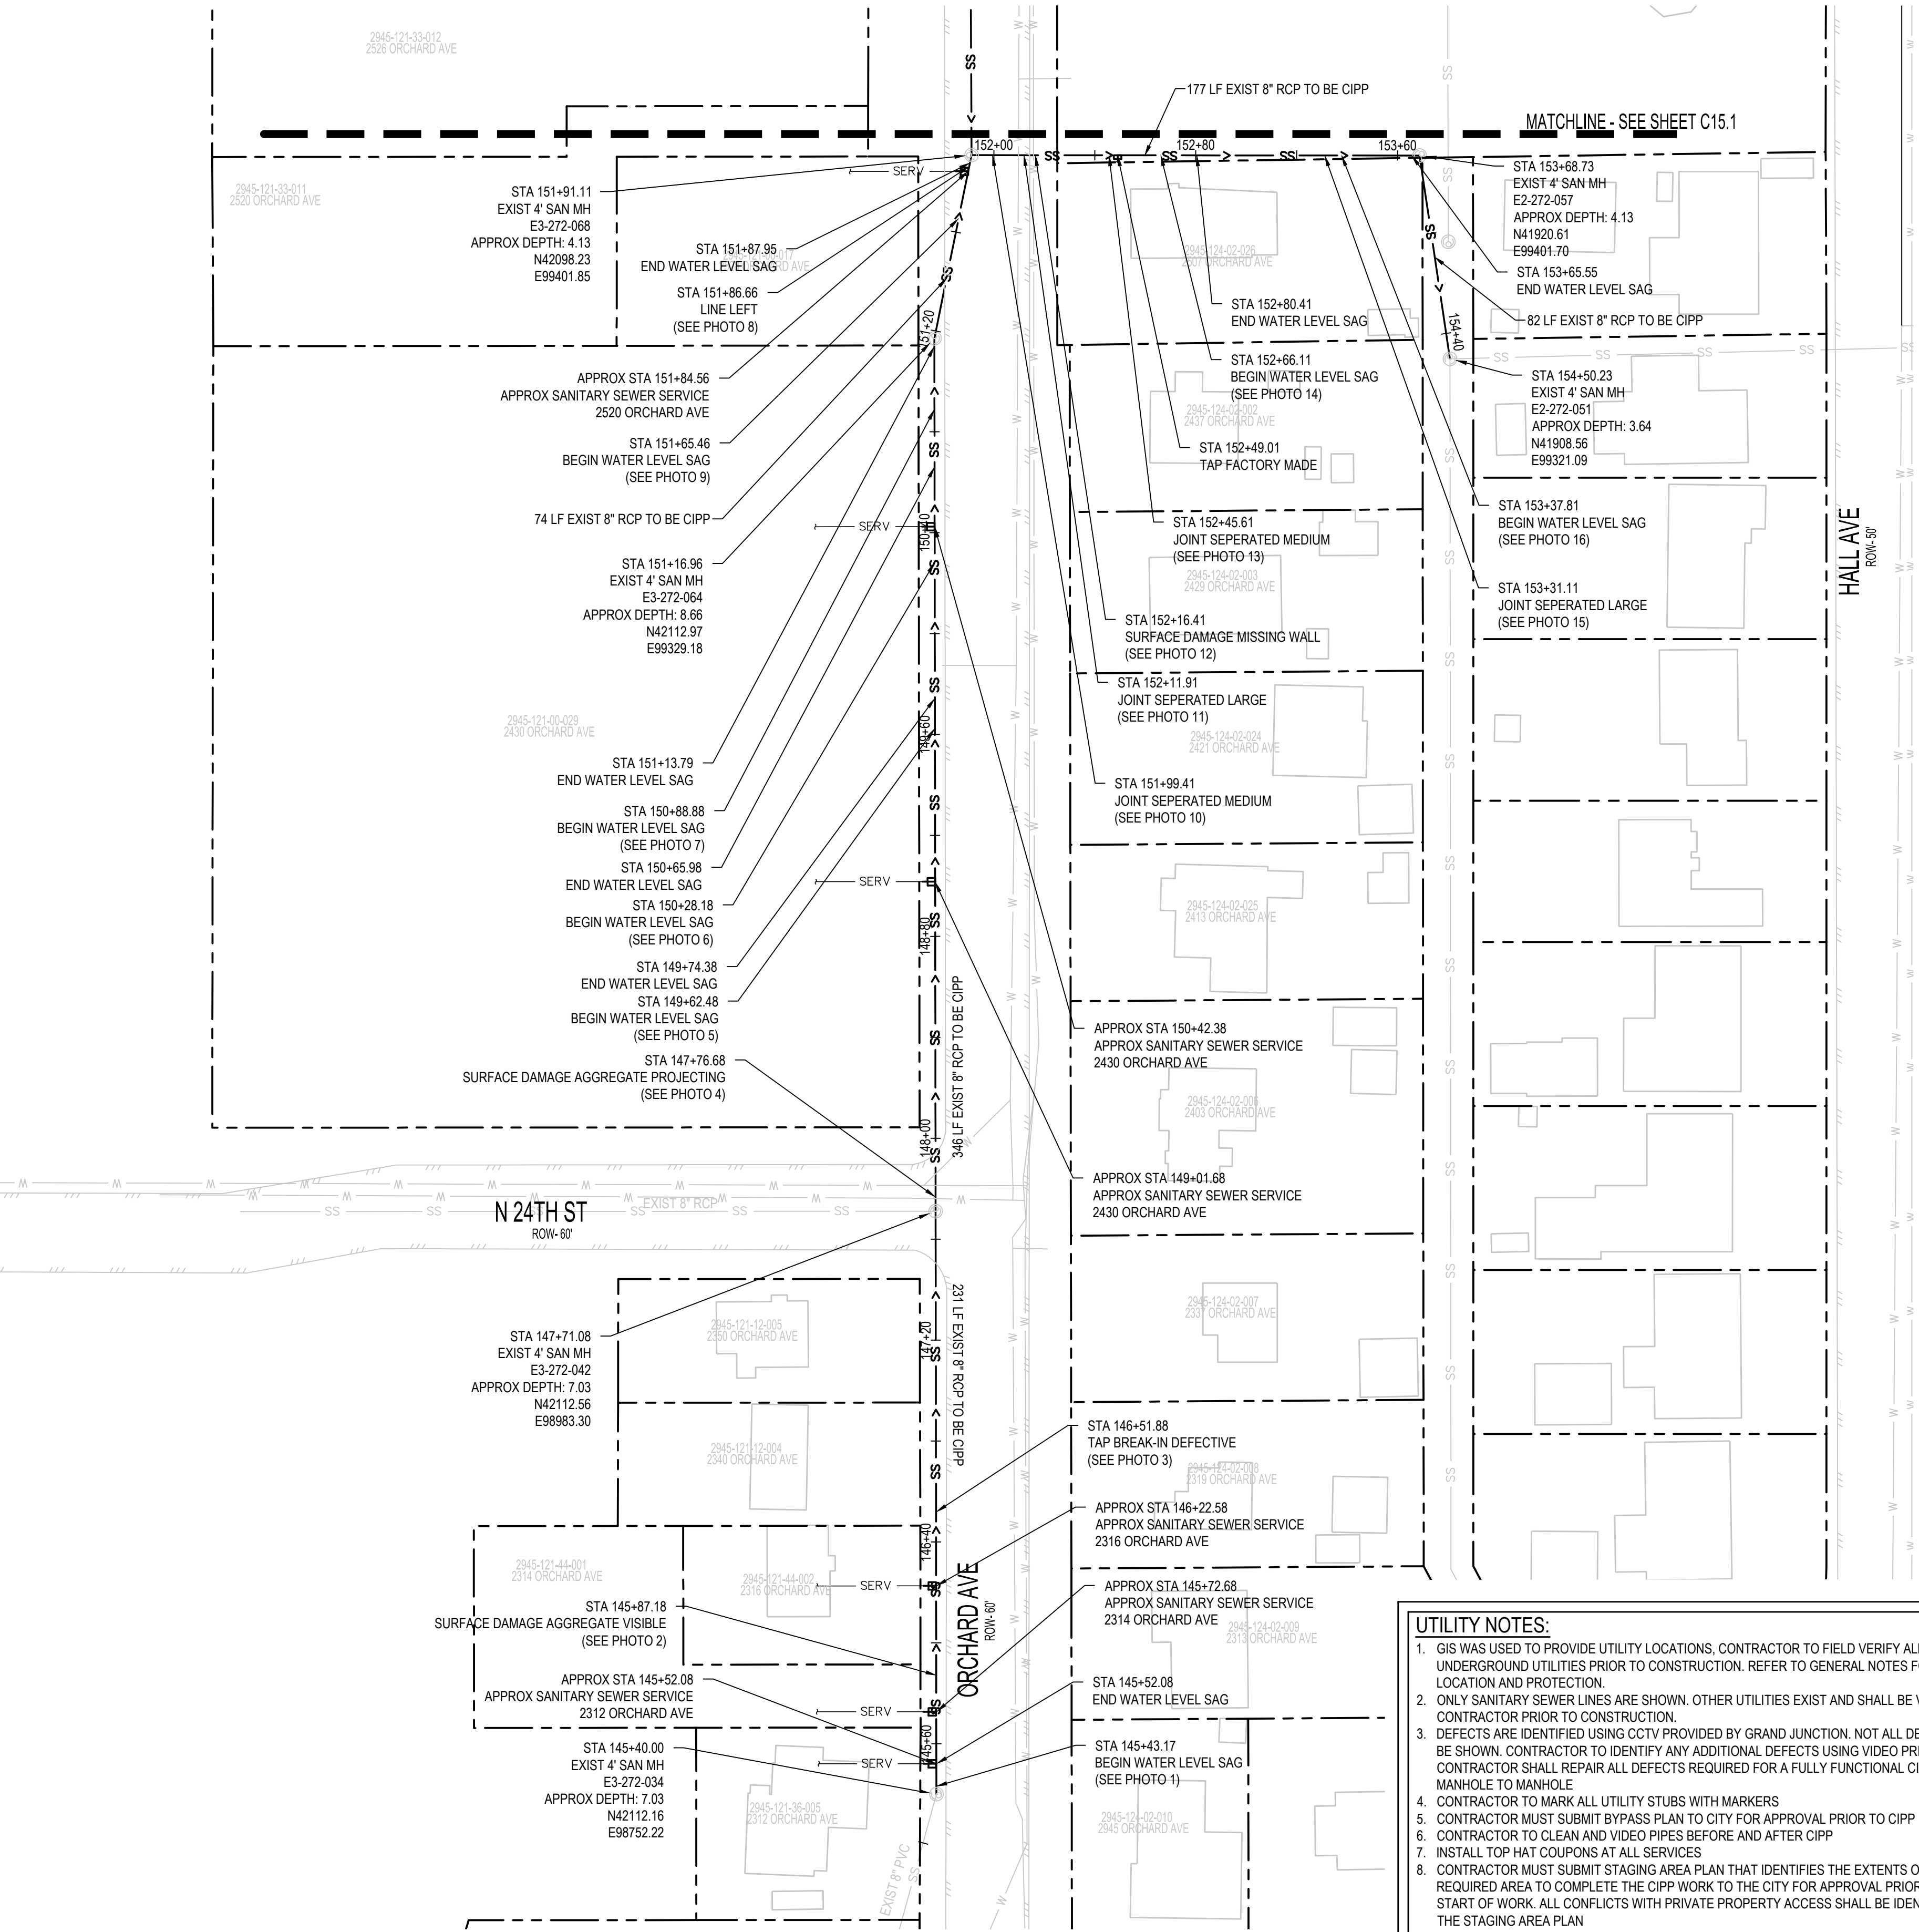 2945-121-33-012
2526 ORCHARD AVE
SS
177 LF EXIST 8" RCP TO BE CIPP
MATCHLINE - SEE SHEET C15.1
152+00
152+80
153+60
SERV
2945-121-33-011
2520 ORCHARD AVE
STA 151+91.11
EXIST 4' SAN MH
E3-272-068
APPROX DEPTH: 4.13
N42098.23
E99401.85
STA 151+87.95
END WATER LEVEL SAG
STA 151+86.66
LINE LEFT
(SEE PHOTO 8)
APPROX STA 151+84.56
APPROX SANITARY SEWER SERVICE
2520 ORCHARD AVE
STA 151+65.46
BEGIN WATER LEVEL SAG
(SEE PHOTO 9)
74 LF EXIST 8" RCP TO BE CIPP
STA 151+16.96
EXIST 4' SAN MH
E3-272-064
APPROX DEPTH: 8.66
N42112.97
E99329.18
2945-121-00-029
2430 ORCHARD AVE
STA 151+13.79
END WATER LEVEL SAG
STA 150+88.88
BEGIN WATER LEVEL SAG
(SEE PHOTO 7)
STA 150+65.98
END WATER LEVEL SAG
STA 150+28.18
BEGIN WATER LEVEL SAG
(SEE PHOTO 6)
STA 149+74.38
END WATER LEVEL SAG
STA 149+62.48
BEGIN WATER LEVEL SAG
(SEE PHOTO 5)
STA 147+76.68
SURFACE DAMAGE AGGREGATE PROJECTING
(SEE PHOTO 4)
151+20
150+40
SERV
149+60
SERV
148+80
148+00
346 LF EXIST 8" RCP TO BE CIPP
STA 153+68.73
EXIST 4' SAN MH
E2-272-057
APPROX DEPTH: 4.13
N41920.61
E99401.70
STA 153+65.55
END WATER LEVEL SAG
82 LF EXIST 8" RCP TO BE CIPP
154+40
STA 154+50.23
EXIST 4' SAN MH
E2-272-051
APPROX DEPTH: 3.64
N41908.56
E99321.09
STA 153+37.81
BEGIN WATER LEVEL SAG
(SEE PHOTO 16)
STA 153+31.11
JOINT SEPERATED LARGE
(SEE PHOTO 15)
HALL AVE
ROW- 50'
2945-124-02-026
2507 ORCHARD AVE
STA 152+80.41
END WATER LEVEL SAG
STA 152+66.11
BEGIN WATER LEVEL SAG
(SEE PHOTO 14)
2945-124-02-002
2437 ORCHARD AVE
STA 152+49.01
TAP FACTORY MADE
STA 152+45.61
JOINT SEPERATED MEDIUM
(SEE PHOTO 13)
2945-124-02-003
2429 ORCHARD AVE
STA 152+16.41
SURFACE DAMAGE MISSING WALL
(SEE PHOTO 12)
STA 152+11.91
JOINT SEPERATED LARGE
(SEE PHOTO 11)
2945-124-02-024
2421 ORCHARD AVE
STA 151+99.41
JOINT SEPERATED MEDIUM
(SEE PHOTO 10)
2945-124-02-025
2413 ORCHARD AVE
APPROX STA 150+42.38
APPROX SANITARY SEWER SERVICE
2430 ORCHARD AVE
2945-124-02-006
2403 ORCHARD AVE
APPROX STA 149+01.68
APPROX SANITARY SEWER SERVICE
2430 ORCHARD AVE
EXIST 8" RCP
N 24TH ST
ROW- 60'
STA 147+71.08
EXIST 4' SAN MH
E3-272-042
APPROX DEPTH: 7.03
N42112.56
E98983.30
2945-121-12-005
2350 ORCHARD AVE
2945-121-12-004
2340 ORCHARD AVE
147+20
231 LF EXIST 8" RCP TO BE CIPP
2945-124-02-007
2337 ORCHARD AVE
STA 146+51.88
TAP BREAK-IN DEFECTIVE
(SEE PHOTO 3)
2945-124-02-008
2319 ORCHARD AVE
APPROX STA 146+22.58
APPROX SANITARY SEWER SERVICE
2316 ORCHARD AVE
146+40
2945-121-44-001
2314 ORCHARD AVE
2945-121-44-002
2316 ORCHARD AVE
SERV
STA 145+87.18
SURFACE DAMAGE AGGREGATE VISIBLE
(SEE PHOTO 2)
APPROX STA 145+52.08
APPROX SANITARY SEWER SERVICE
2312 ORCHARD AVE
SERV
ORCHARD AVE
ROW- 60'
APPROX STA 145+72.68
APPROX SANITARY SEWER SERVICE
2314 ORCHARD AVE
2945-124-02-009
2313 ORCHARD AVE
STA 145+52.08
END WATER LEVEL SAG
145+60
STA 145+40.00
EXIST 4' SAN MH
E3-272-034
APPROX DEPTH: 7.03
N42112.16
E98752.22
SERV
STA 145+43.17
BEGIN WATER LEVEL SAG
(SEE PHOTO 1)
2945-121-36-005
2312 ORCHARD AVE
2945-124-02-010
2945 ORCHARD AVE
EXIST 8" PVC
UTILITY NOTES:
1. GIS WAS USED TO PROVIDE UTILITY LOCATIONS, CONTRACTOR TO FIELD VERIFY
UNDERGROUND UTILITIES PRIOR TO CONSTRUCTION. REFER TO GENERAL NOTES
LOCATION AND PROTECTION.
2. ONLY SANITARY SEWER LINES ARE SHOWN. OTHER UTILITIES EXIST AND SHALL BE
CONTRACTOR PRIOR TO CONSTRUCTION.
3. DEFECTS ARE IDENTIFIED USING CCTV PROVIDED BY GRAND JUNCTION. NOT ALL
BE SHOWN. CONTRACTOR TO IDENTIFY ANY ADDITIONAL DEFECTS USING VIDEO
CONTRACTOR SHALL REPAIR ALL DEFECTS REQUIRED FOR A FULLY FUNCTIONAL
MANHOLE TO MANHOLE
4. CONTRACTOR TO MARK ALL UTILITY STUBS WITH MARKERS
5. CONTRACTOR MUST SUBMIT BYPASS PLAN TO CITY FOR APPROVAL PRIOR TO CIPP
6. CONTRACTOR TO CLEAN AND VIDEO PIPES BEFORE AND AFTER CIPP
7. INSTALL TOP HAT COUPONS AT ALL SERVICES
8. CONTRACTOR MUST SUBMIT STAGING AREA PLAN THAT IDENTIFIES THE EXTENTS
REQUIRED AREA TO COMPLETE THE CIPP WORK TO THE CITY FOR APPROVAL PRIOR
START OF WORK. ALL CONFLICTS WITH PRIVATE PROPERTY ACCESS SHALL BE
THE STAGING AREA PLAN